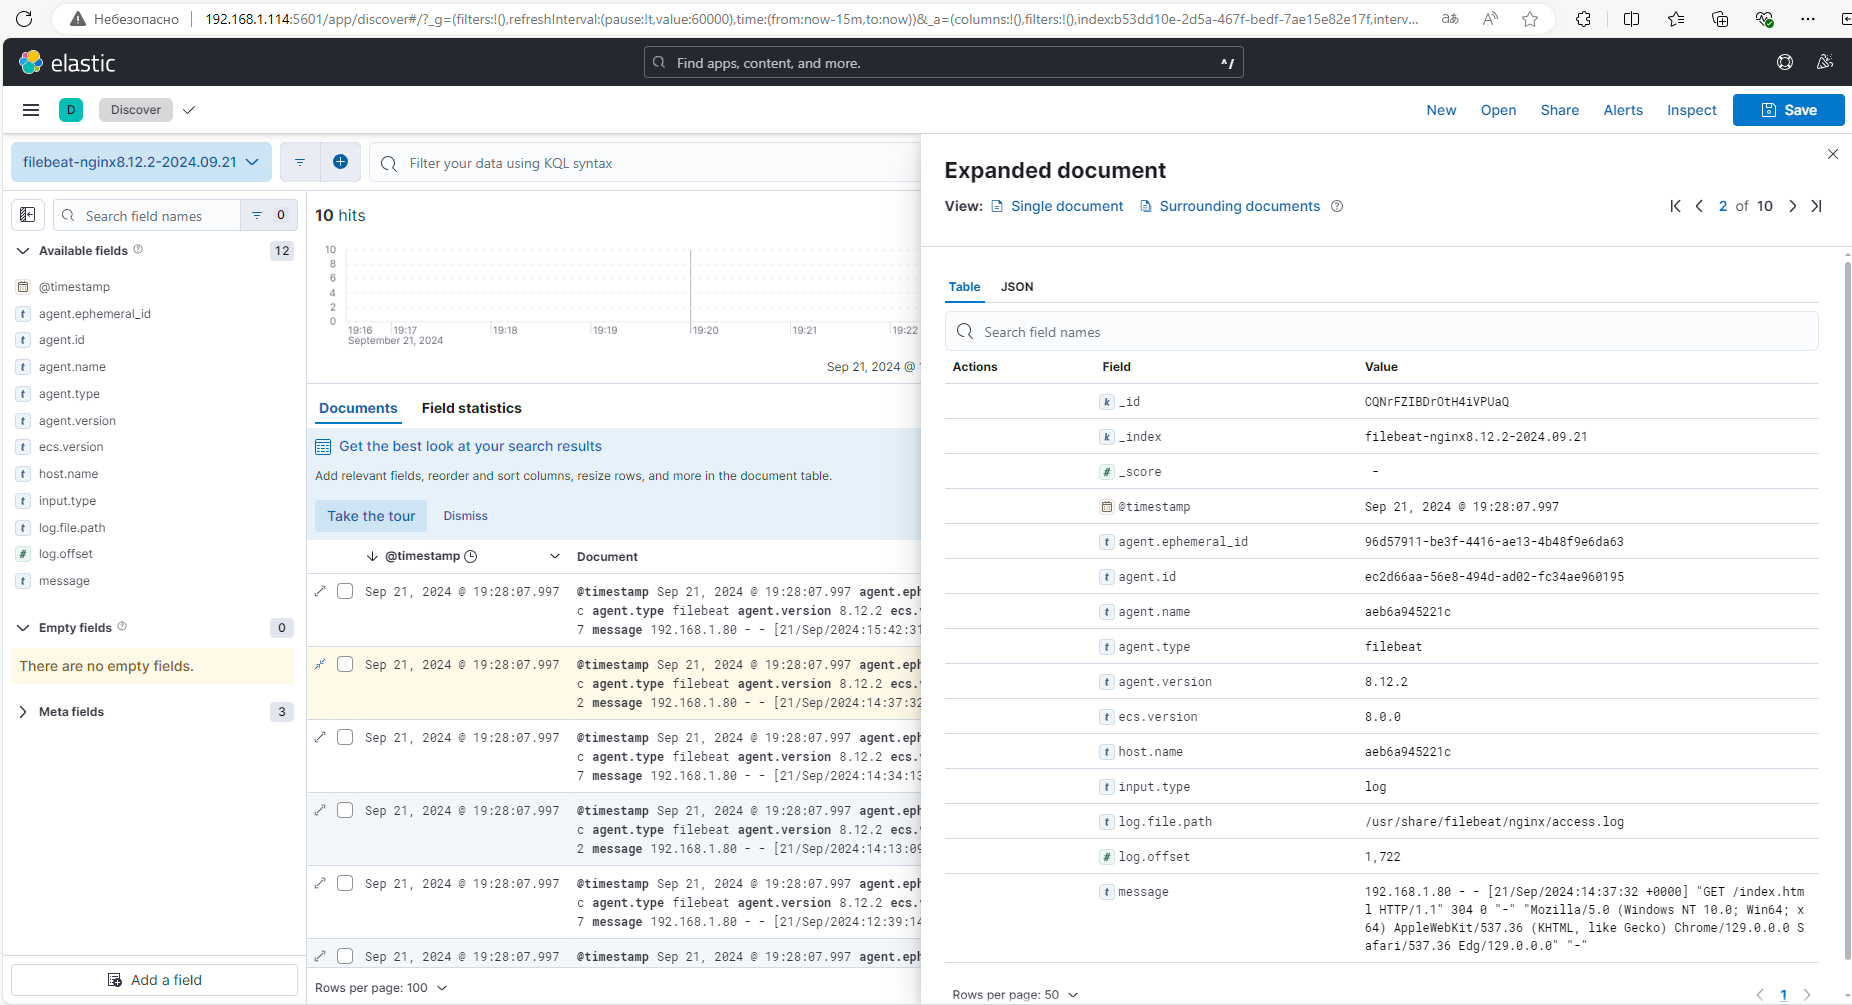 Небезопасно
192.168.1.114:5601/app/discover#/?_g=(filters:!(),refreshInterval:(pause:!t,value:60000),time:(from:now-15m,to:now))&_a=(columns:!(),filters:!(),index:b53dd10e-2d5a-467f-bedf-7ae15e82e17f,interv...
elastic
Find apps, content, and more.
^/
D
Discover
New
Open
Share
Alerts
Inspect
Save
filebeat-nginx8.12.2-2024.09.21
Filter your data using KQL syntax
Search field names
0
Available fields
12
@timestamp
agent.ephemeral_id
agent.id
agent.name
agent.type
agent.version
ecs.version
host.name
input.type
log.file.path
log.offset
message
Empty fields
0
There are no empty fields.
Meta fields
3
Add a field
10 hits
10
8
6
4
2
0
19:16 19:17 19:18 19:19 19:20 19:21 19:22
September 21, 2024
Sep 21, 2024 @
Documents
Field statistics
Get the best look at your search results
Add relevant fields, reorder and sort columns, resize rows, and more in the document table.
Take the tour
Dismiss
@timestamp
Document
Sep 21, 2024 @ 19:28:07.997 @timestamp Sep 21, 2024 @ 19:28:07.997 agent.eph
c agent.type filebeat agent.version 8.12.2 ecs.
7 message 192.168.1.80 - - [21/Sep/2024:15:42:31
Sep 21, 2024 @ 19:28:07.997 @timestamp Sep 21, 2024 @ 19:28:07.997 agent.eph
c agent.type filebeat agent.version 8.12.2 ecs.
2 message 192.168.1.80 - - [21/Sep/2024:14:37:32
Sep 21, 2024 @ 19:28:07.997 @timestamp Sep 21, 2024 @ 19:28:07.997 agent.eph
c agent.type filebeat agent.version 8.12.2 ecs.
7 message 192.168.1.80 - - [21/Sep/2024:14:34:13
Sep 21, 2024 @ 19:28:07.997 @timestamp Sep 21, 2024 @ 19:28:07.997 agent.eph
c agent.type filebeat agent.version 8.12.2 ecs.
2 message 192.168.1.80 - - [21/Sep/2024:14:13:09
Sep 21, 2024 @ 19:28:07.997 @timestamp Sep 21, 2024 @ 19:28:07.997 agent.eph
c agent.type filebeat agent.version 8.12.2 ecs.
7 message 192.168.1.80 - - [21/Sep/2024:12:39:14
Sep 21, 2024 @ 19:28:07.997 @timestamp Sep 21, 2024 @ 19:28:07.997 agent.eph
Rows per page: 100
Expanded document
View: Single document Surrounding documents
2 of 10
Table
JSON
Search field names
Actions Field Value
k _id CQNrFZIBDrOtH4iVPUaQ
k _index filebeat-nginx8.12.2-2024.09.21
# _score -
@timestamp Sep 21, 2024 @ 19:28:07.997
t agent.ephemeral_id 96d57911-be3f-4416-ae13-4b48f9e6da63
t agent.id ec2d66aa-56e8-494d-ad02-fc34ae960195
t agent.name aeb6a945221c
t agent.type filebeat
t agent.version 8.12.2
t ecs.version 8.0.0
t host.name aeb6a945221c
t input.type log
t log.file.path /usr/share/filebeat/nginx/access.log
# log.offset 1,722
t message 192.168.1.80 - - [21/Sep/2024:14:37:32 +0000] "GET /index.htm
l HTTP/1.1" 304 0 "-" "Mozilla/5.0 (Windows NT 10.0; Win64; x
64) AppleWebKit/537.36 (KHTML, like Gecko) Chrome/129.0.0.0 S
afari/537.36 Edg/129.0.0.0" "-"
Rows per page: 50
1